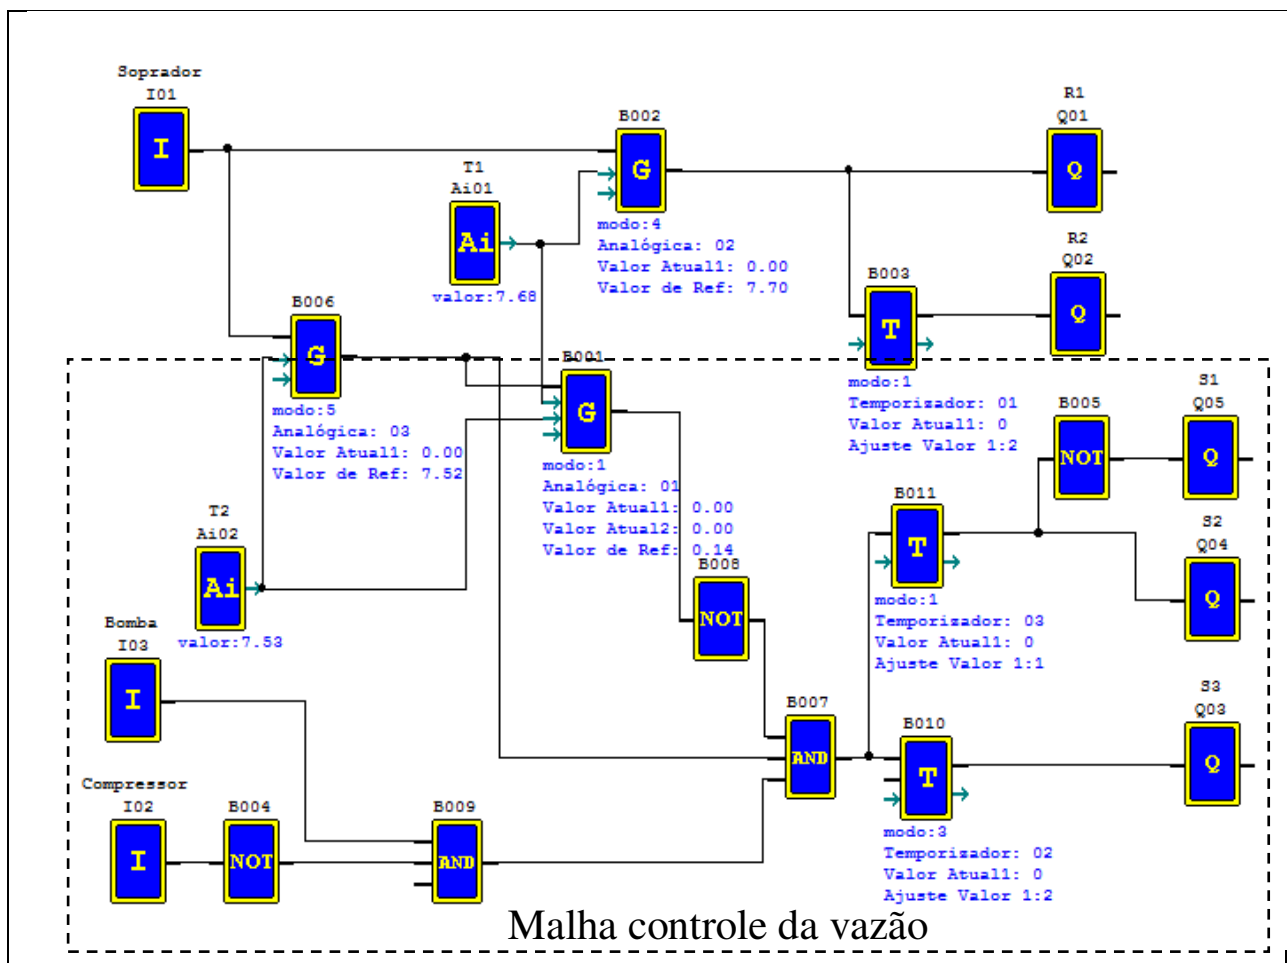 Soprador
I01
I
T1
Ai01
Ai
valor:7.68
B002
G
modo:4
Analógica: 02
Valor Atual1: 0.00
Valor de Ref: 7.70
R1
Q01
Q
R2
Q02
Q
B003
T
modo:1
Temporizador: 01
Valor Atual1: 0
Ajuste Valor 1:2
B006
G
modo:5
Analógica: 03
Valor Atual1: 0.00
Valor de Ref: 7.52
B001
G
modo:1
Analógica: 01
Valor Atual1: 0.00
Valor Atual2: 0.00
Valor de Ref: 0.14
B005
NOT
S1
Q05
Q
T2
Ai02
Ai
valor:7.53
B008
NOT
B011
T
modo:1
Temporizador: 03
Valor Atual1: 0
Ajuste Valor 1:1
S2
Q04
Q
Bomba
I03
I
B007
AND
B010
T
modo:3
Temporizador: 02
Valor Atual1: 0
Ajuste Valor 1:2
S3
Q03
Q
Compressor
I02
I
B004
NOT
B009
AND
Malha controle da vazão